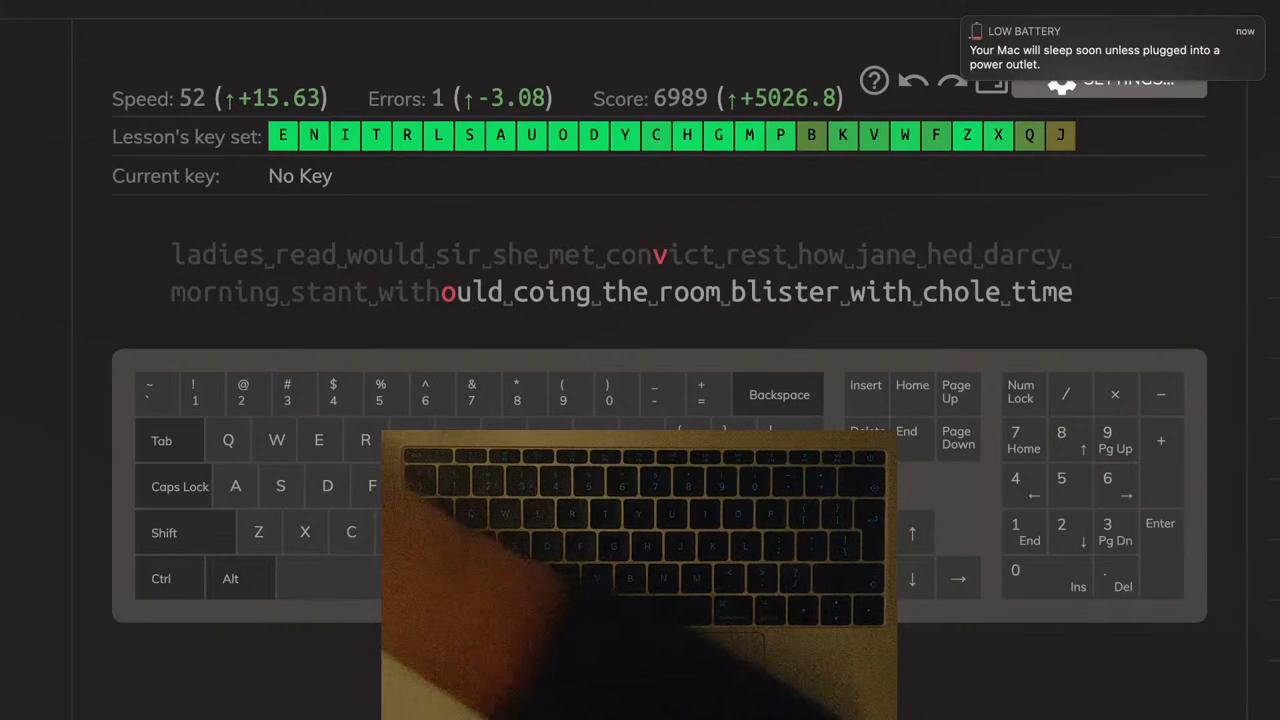 LOW BATTERY now
Your Mac will sleep soon unless plugged into a
power outlet.
Speed: 52 (↑+15.63) Errors: 1 (↑-3.08) Score: 6989 (↑+5026.8)
SETTINGS...
Lesson's key set: E N I T R L S A U O D Y C H G M P B K V W F Z X Q J
Current key: No Key
ladies␣read␣would␣sir␣she␣met␣convict␣rest␣how␣jane␣hed␣darcy␣
morning␣stant␣without␣coing␣the␣room␣blister␣with␣chole␣time
~ ! @ # $ % ^ & * ( ) _ +
` 1 2 3 4 5 6 7 8 9 0 - = Backspace
Insert Home Page Up
Num Lock / × −
Tab Q W E R
Delete End Page Down
7 Home 8 ↑ 9 Pg Up +
Caps Lock A S D F
4 ← 5 6 →
Shift Z X C
↑
1 End 2 ↓ 3 Pg Dn Enter
Ctrl Alt
↓ →
0 Ins . Del
Q W E R T Y U I O P
D F G H J K L
V B N M